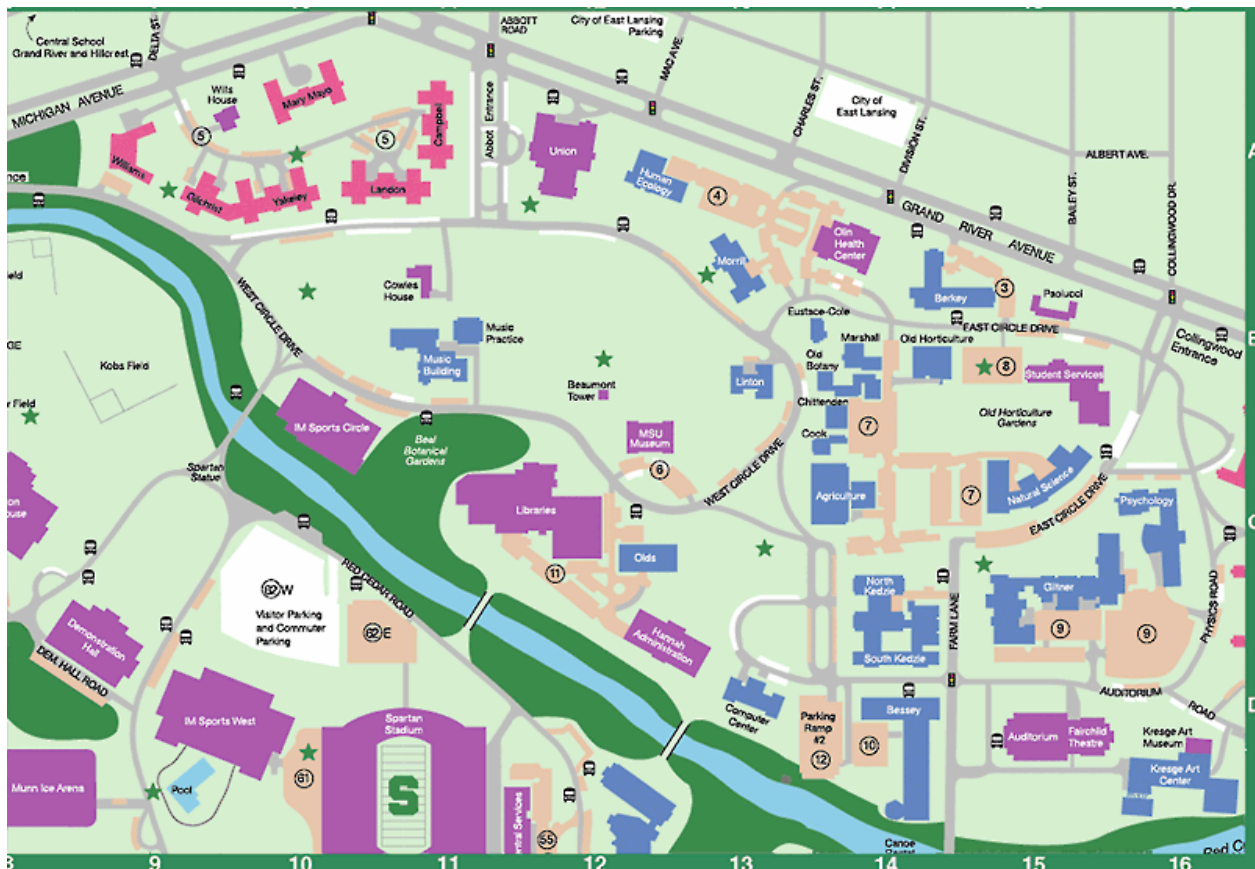 Central School
Grand River and Hillcrest
DELTA ST.
ABBOTT
ROAD
City of East Lansing
Parking
MAC AVE.
CHARLES ST.
City of
East Lansing
DIVISION ST.
ALBERT AVE.
BAILEY ST.
COLLINGWOOD DR.
A
MICHIGAN AVENUE
Wills
House
Mary Mayo
Campbell
Abbot Entrance
Union
5
5
Williams
Gilchrist
Yakeley
Landon
Human
Ecology
4
GRAND RIVER AVENUE
Olin
Health
Center
Morrill
Berkey
3
Paolucci
EAST CIRCLE DRIVE
Collingwood
Entrance
B
WEST CIRCLE DRIVE
Cowles
House
Music
Practice
Music
Building
Eustace-Cole
Marshall
Old Horticulture
Old
Botany
8
Student Services
Kobs Field
Beaumont
Tower
Linton
Chittenden
Cook
7
Old Horticulture
Gardens
IM Sports Circle
Beal
Botanical
Gardens
MSU
Museum
6
WEST CIRCLE DRIVE
Spartan
Statue
Libraries
Agriculture
7
Natural Science
EAST CIRCLE DRIVE
Psychology
C
Olds
11
RED CEDAR ROAD
62 W
Visitor Parking
and Commuter
Parking
62 E
North
Kedzie
South Kedzie
FARM LANE
Giltner
9
9
PHYSICS ROAD
Demonstration
Hall
DEM. HALL ROAD
Hannah
Administration
AUDITORIUM ROAD
D
IM Sports West
Spartan
Stadium
S
Computer
Center
Parking
Ramp
#2
12
10
Bessey
Auditorium
Fairchild
Theatre
Kresge Art
Museum
Kresge Art
Center
Munn Ice Arena
Pool
61
55
Canoe
9
10
11
12
13
14
15
16